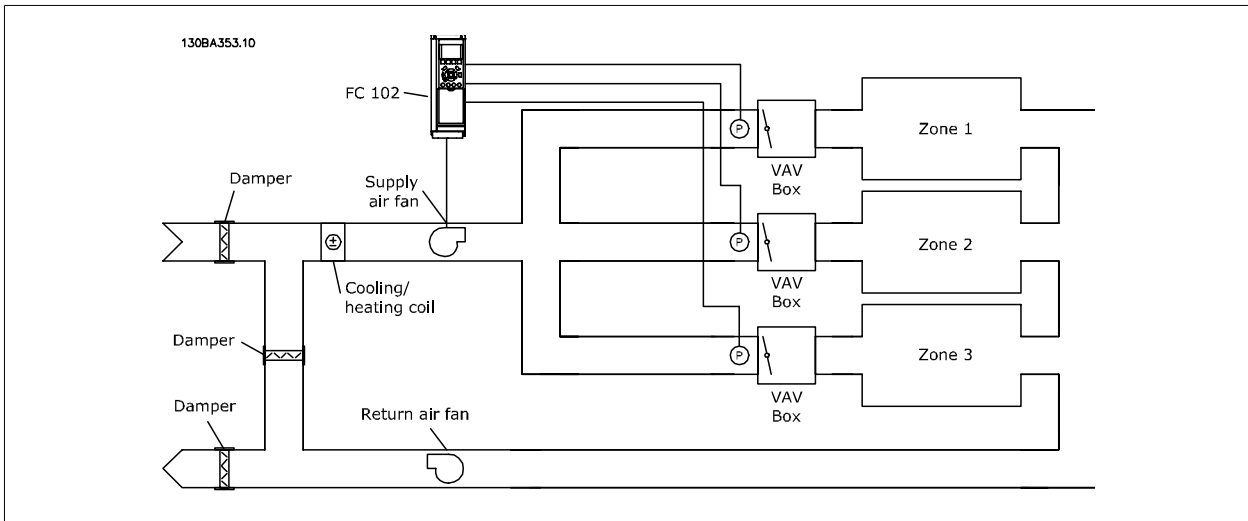 130BA353.10
FC 102
Damper
Supply
air fan
Cooling/
heating coil
Damper
Damper
Return air fan
P
VAV
Box
Zone 1
P
VAV
Box
Zone 2
P
VAV
Box
Zone 3